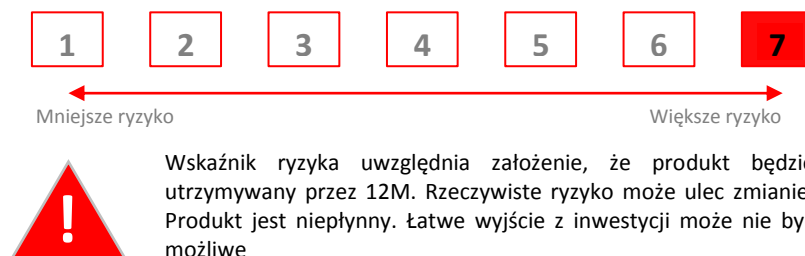 1 2 3 4 5 6 7
Mniejsze ryzyko Większe ryzyko
Wskaźnik ryzyka uwzględnia założenie, że produkt będzie
utrzymywany przez 12M. Rzeczywiste ryzyko może ulec zmianie
! Produkt jest niepłynny. Łatwe wyjście z inwestycji może nie by
możliwe